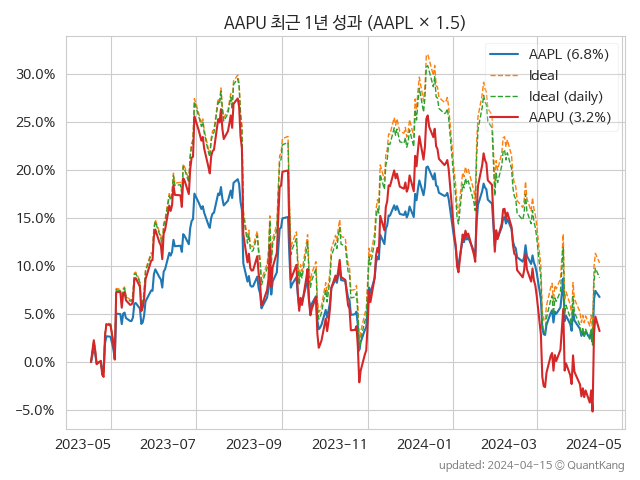 AAPU 최근 1년 성과 (AAPL × 1.5)
AAPL (6.8%)
Ideal
Ideal (daily)
AAPU (3.2%)
30.0%
25.0%
20.0%
15.0%
10.0%
5.0%
0.0%
−5.0%
2023-05 2023-07 2023-09 2023-11 2024-01 2024-03 2024-05
updated: 2024-04-15 © QuantKang